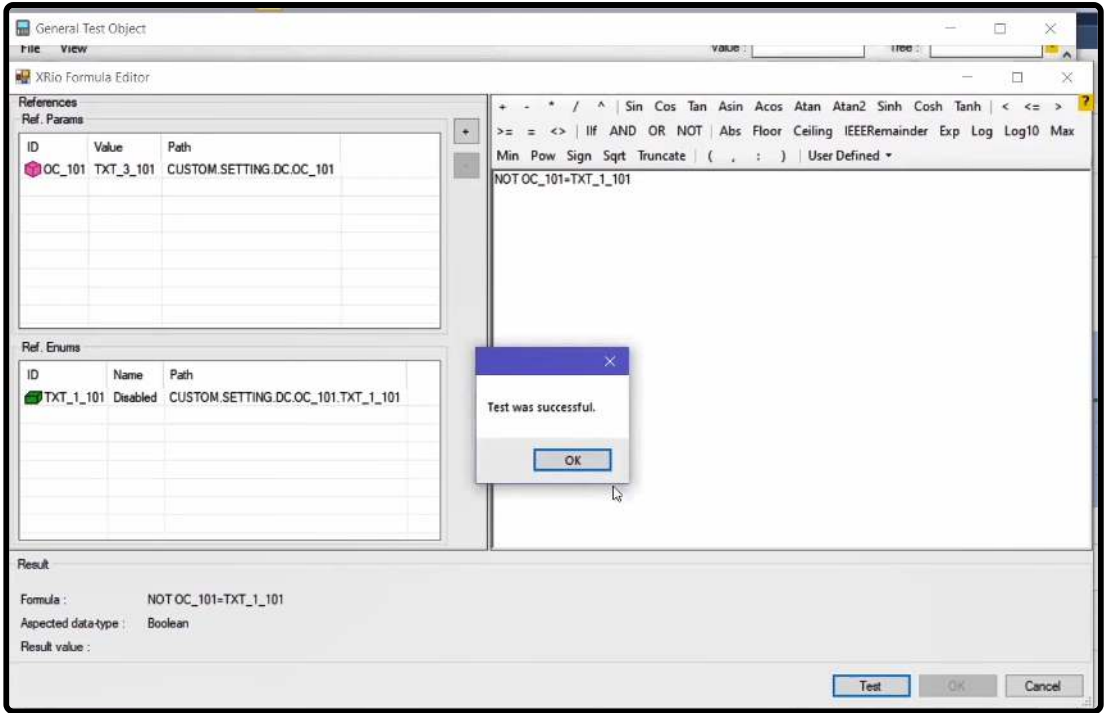 General Test Object
File View Value : Tree :
XRio Formula Editor
References
Ref. Params
ID Value Path
OC_101 TXT_3_101 CUSTOM.SETTING.DC.OC_101
+
-
Ref. Enums
ID Name Path
TXT_1_101 Disabled CUSTOM.SETTING.DC.OC_101.TXT_1_101
+ - * / ^ | Sin Cos Tan Asin Acos Atan Atan2 Sinh Cosh Tanh | < <= > ?
>= = <> | IIf AND OR NOT | Abs Floor Ceiling IEEERemainder Exp Log Log10 Max
Min Pow Sign Sqrt Truncate | ( , : ) | User Defined
NOT OC_101=TXT_1_101
Test was successful.
OK
Result
Formula : NOT OC_101=TXT_1_101
Aspected data-type : Boolean
Result value :
Test OK Cancel